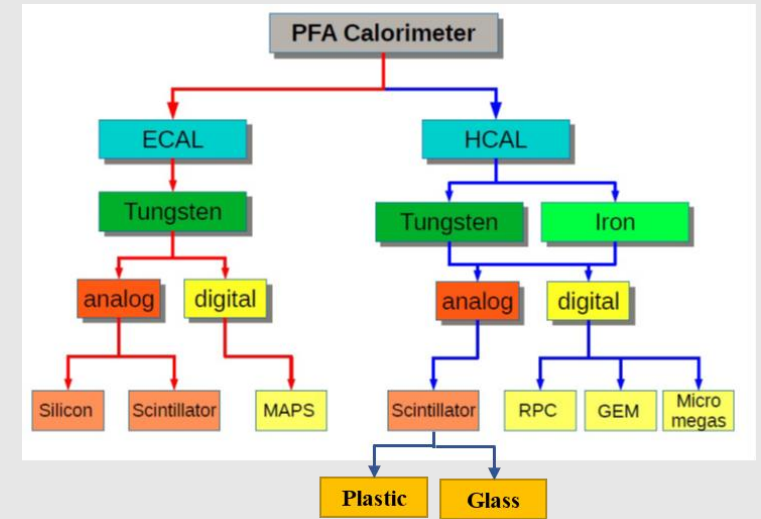 PFA Calorimeter
ECAL
HCAL
Tungsten
Tungsten
Iron
analog
digital
analog
digital
Silicon
Scintillator
MAPS
Scintillator
RPC
GEM
Micro
megas
Plastic
Glass